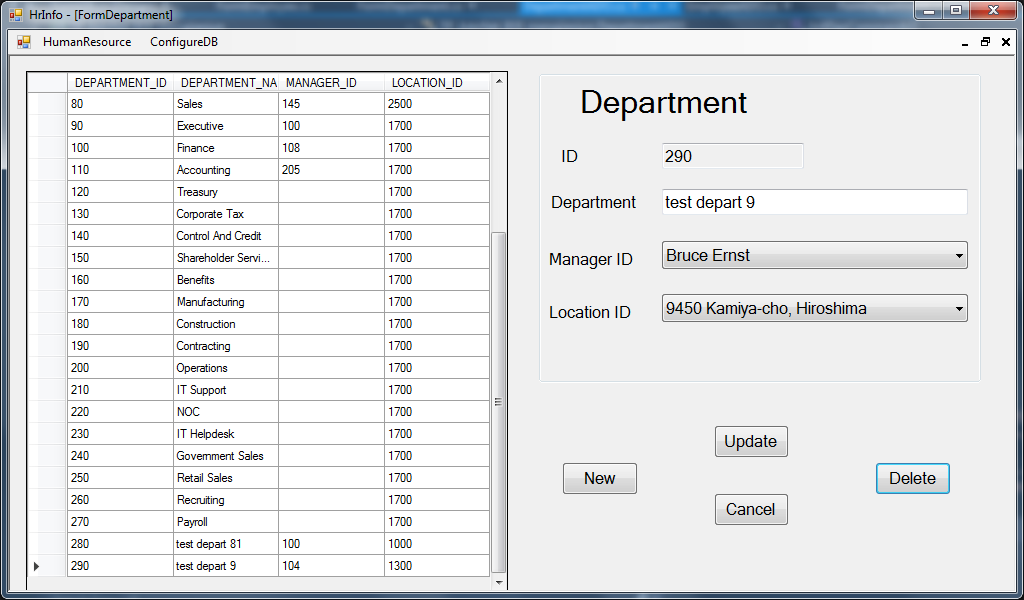 HrInfo - [FormDepartment]
HumanResource ConfigureDB
DEPARTMENT_ID DEPARTMENT_NA MANAGER_ID LOCATION_ID
80 Sales 145 2500
90 Executive 100 1700
100 Finance 108 1700
110 Accounting 205 1700
120 Treasury 1700
130 Corporate Tax 1700
140 Control And Credit 1700
150 Shareholder Servi... 1700
160 Benefits 1700
170 Manufacturing 1700
180 Construction 1700
190 Contracting 1700
200 Operations 1700
210 IT Support 1700
220 NOC 1700
230 IT Helpdesk 1700
240 Government Sales 1700
250 Retail Sales 1700
260 Recruiting 1700
270 Payroll 1700
280 test depart 81 100 1000
290 test depart 9 104 1300
Department
ID 290
Department test depart 9
Manager ID Bruce Ernst
Location ID 9450 Kamiya-cho, Hiroshima
Update
New
Delete
Cancel